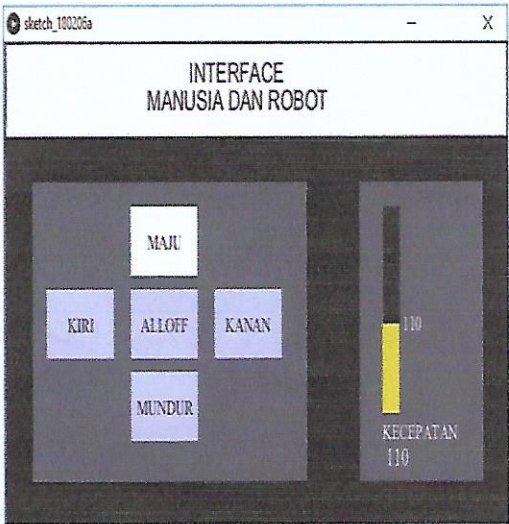 sketch_180206a
INTERFACE
MANUSIA DAN ROBOT
MAJU
KIRI ALLOFF KANAN
MUNDUR
110
KECEPATAN
110